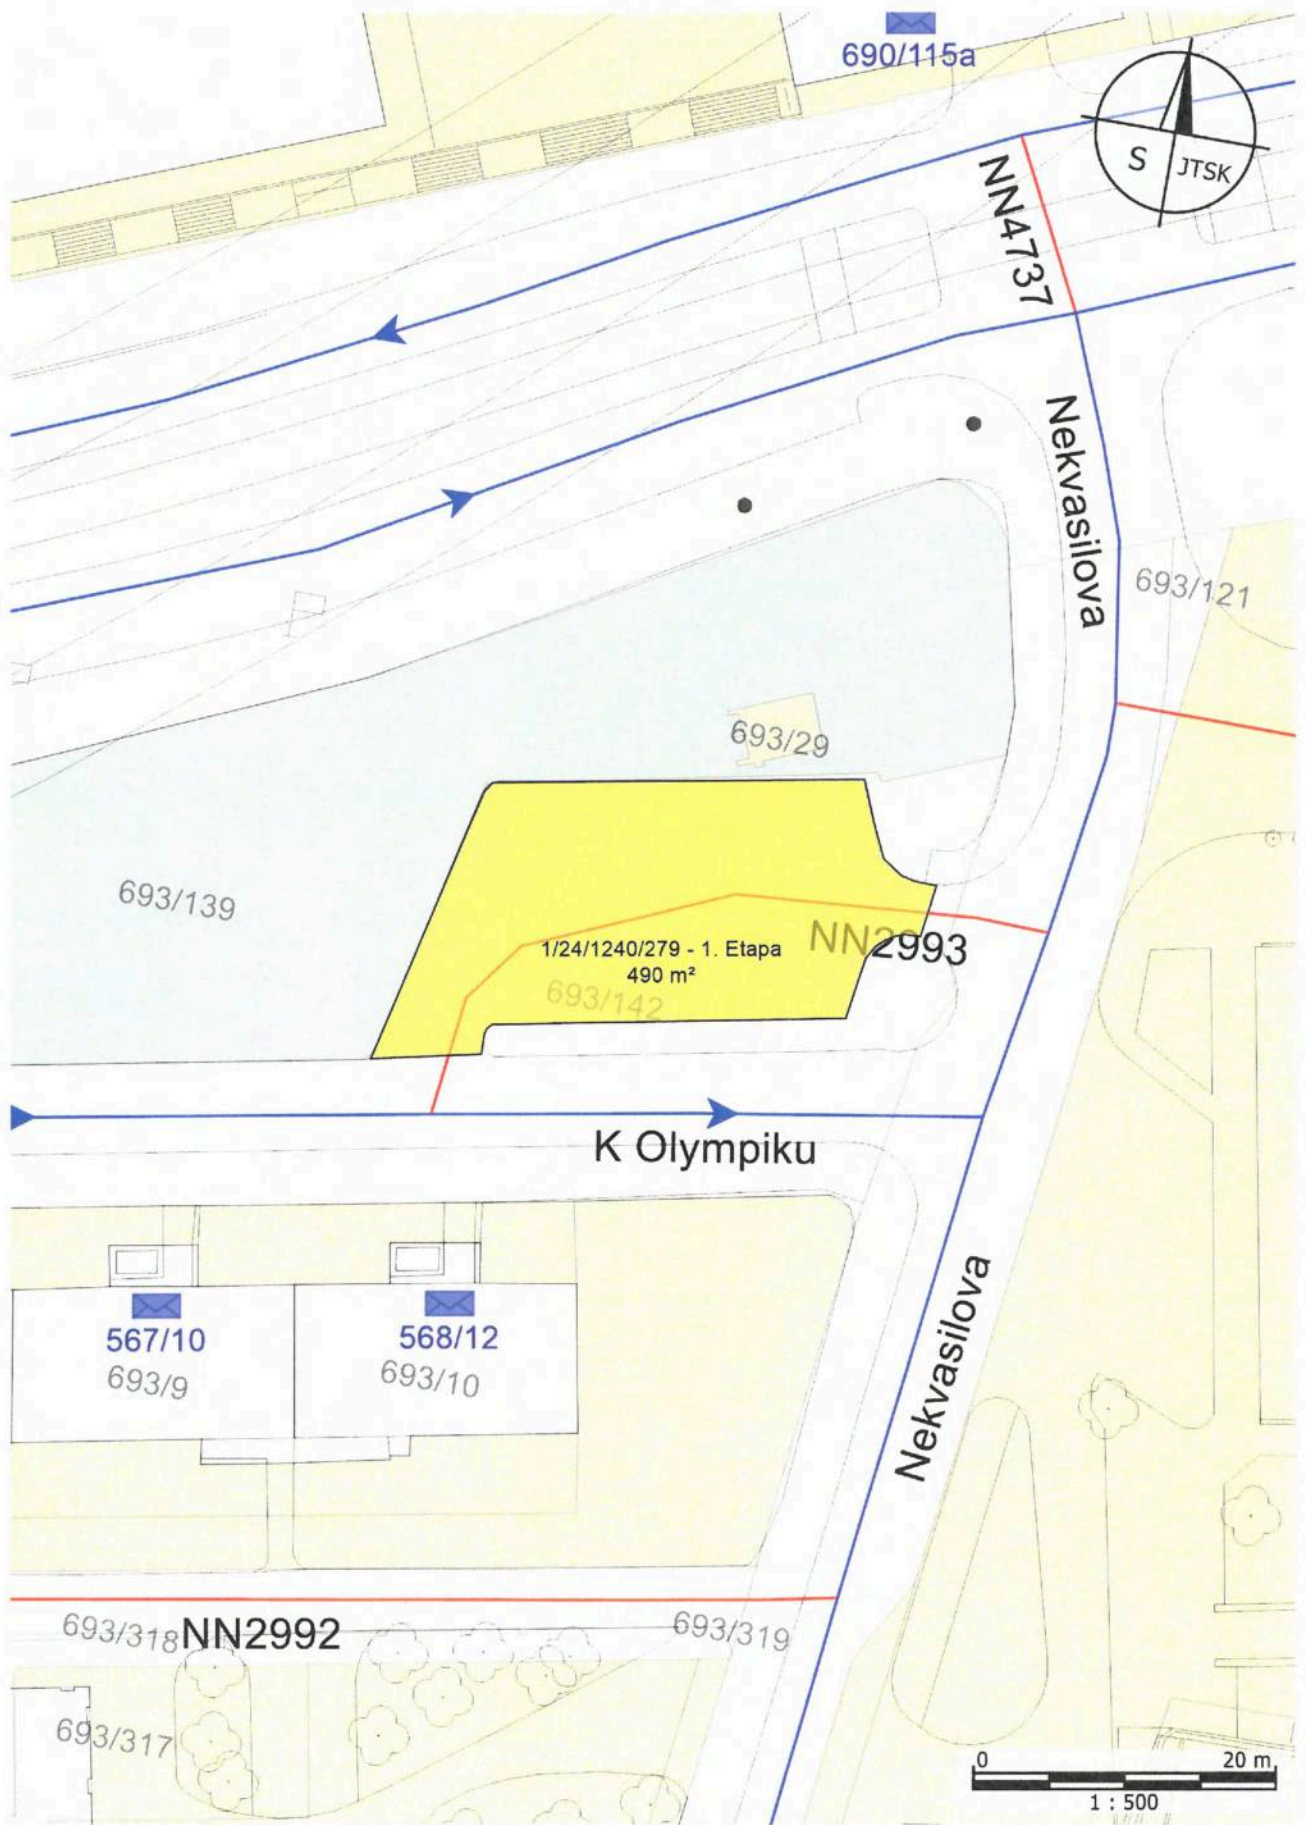 690/115a
S JTSK
NN4737
Nekvasilova
693/121
693/29
693/139
NN2993
1/24/1240/279 - 1. Etapa
490 m²
693/142
K Olympiku
567/10
693/9
568/12
693/10
Nekvasilova
693/318
NN2992
693/319
693/317
0 20 m
1 : 500